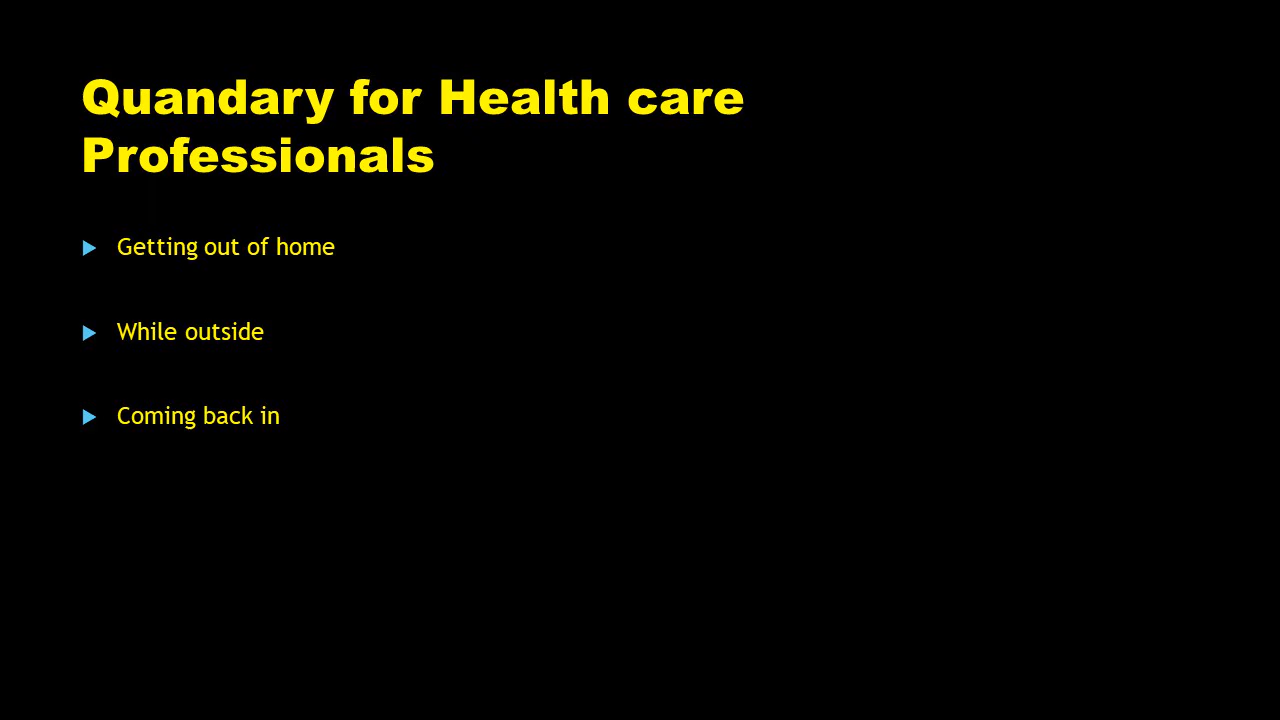 Quandary for Health care
Professionals
Getting out of home
While outside
Coming back in